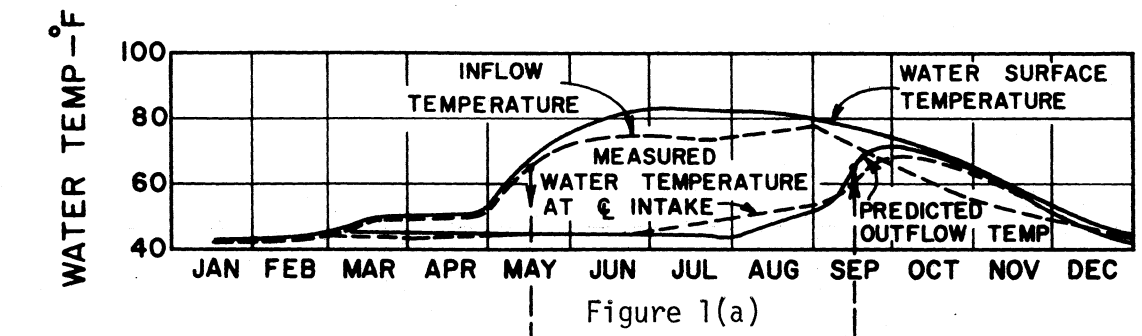 WATER TEMP-°F
100
80
60
40
INFLOW
TEMPERATURE
WATER SURFACE
TEMPERATURE
MEASURED
WATER TEMPERATURE
AT ℄ INTAKE
PREDICTED
OUTFLOW TEMP
JAN FEB MAR APR MAY JUN JUL AUG SEP OCT NOV DEC
Figure 1(a)